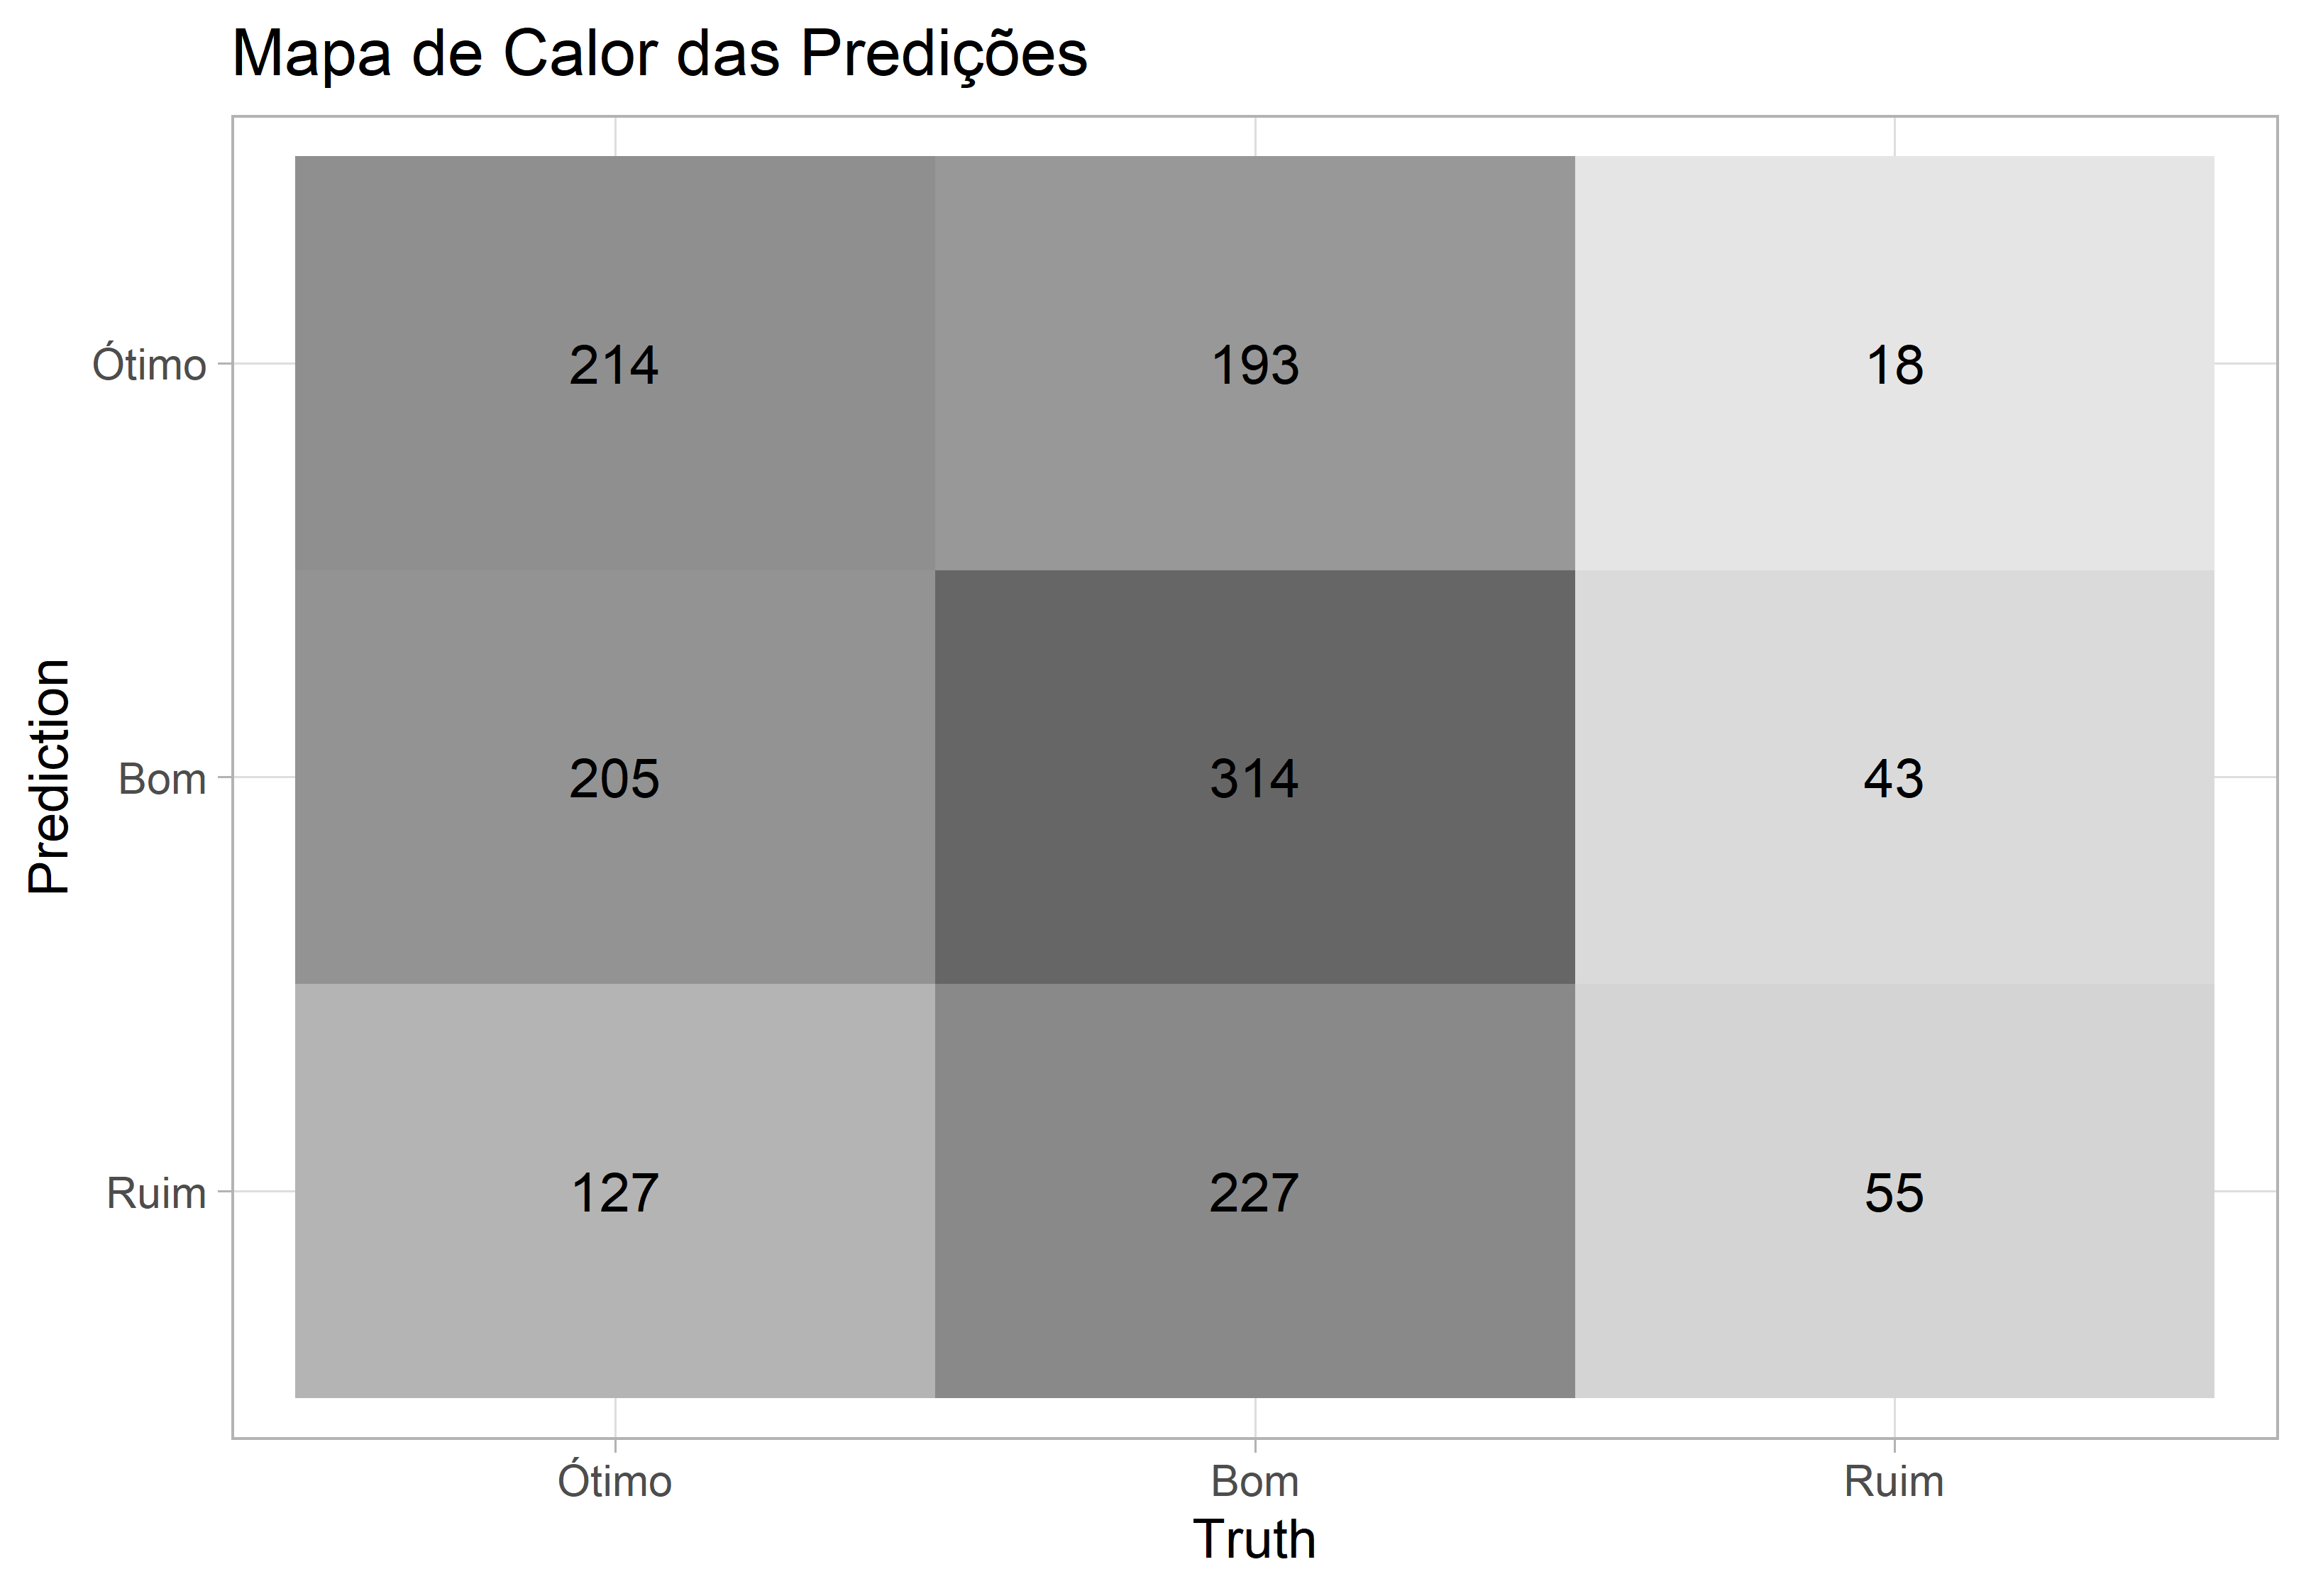 Mapa de Calor das Predições
Prediction
Ótimo 214 193 18
Bom 205 314 43
Ruim 127 227 55
Ótimo Bom Ruim
Truth